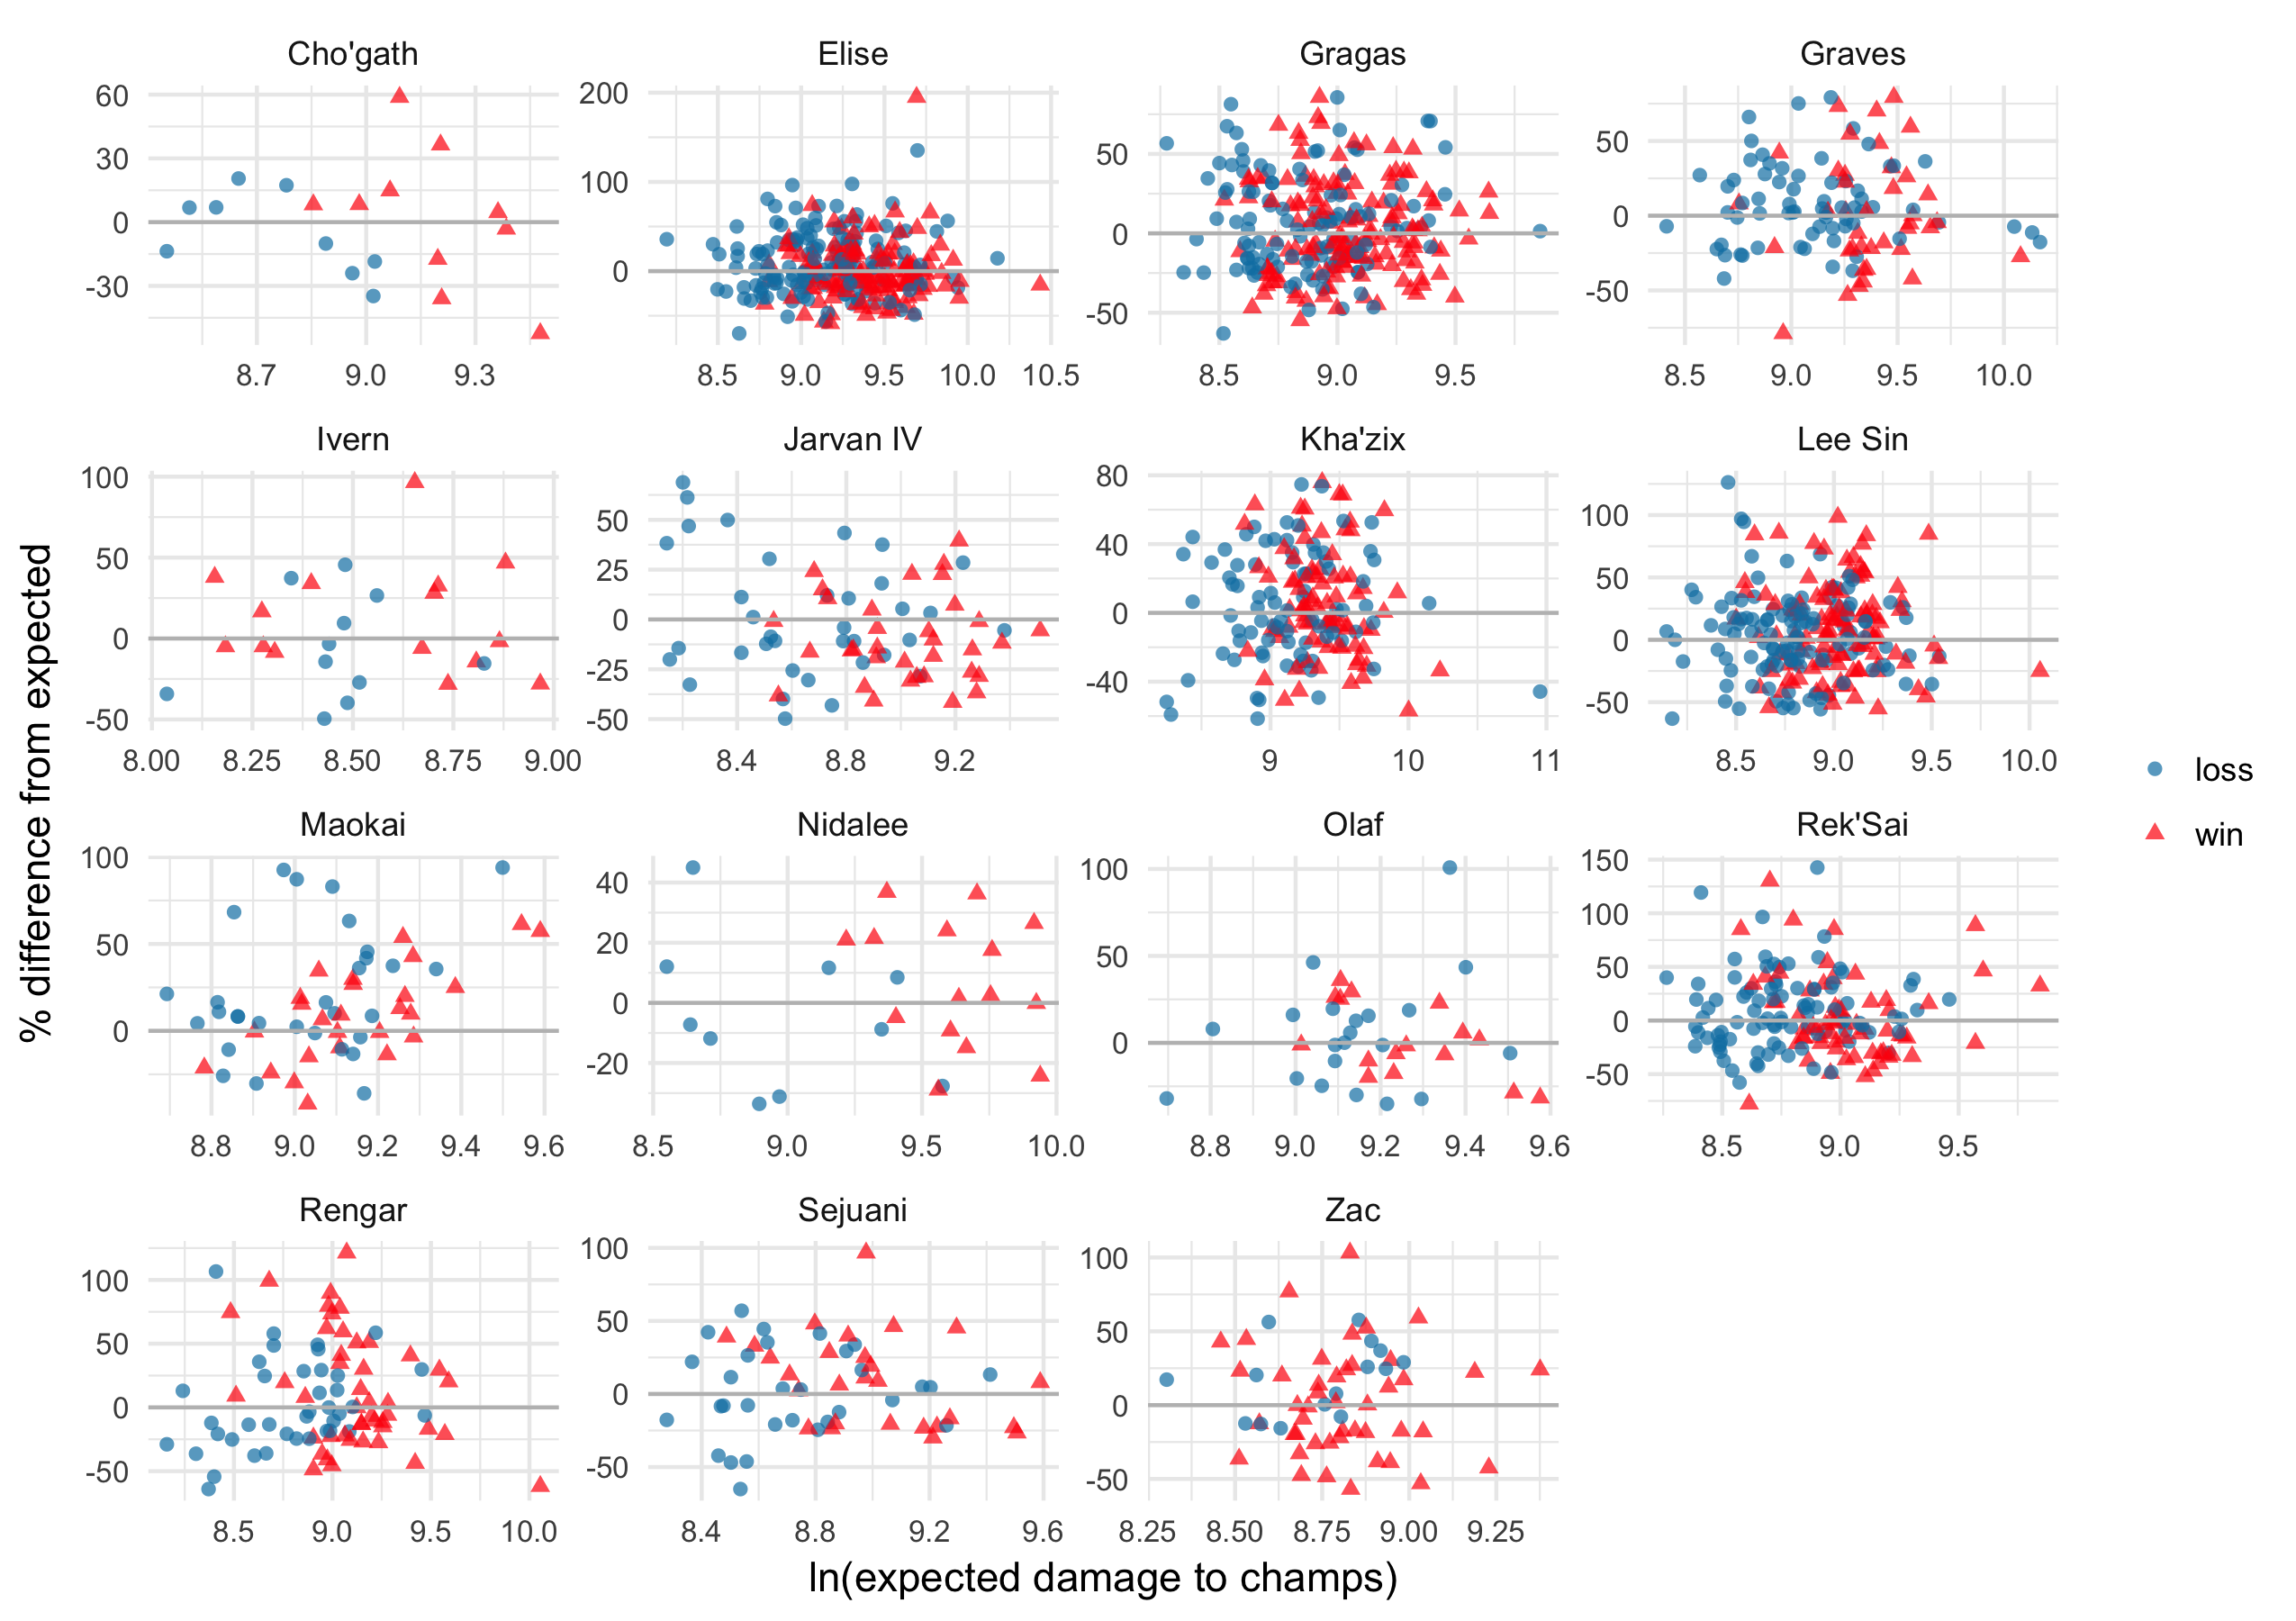 Cho'gath
Elise
Gragas
Graves
60
30
0
-30
200
100
0
50
0
-50
50
0
-50
8.7 9.0 9.3
8.5 9.0 9.5 10.0 10.5
8.5 9.0 9.5
8.5 9.0 9.5 10.0
Ivern
Jarvan IV
Kha'zix
Lee Sin
100
50
0
-50
50
25
0
-25
-50
80
40
0
-40
100
50
0
-50
8.00 8.25 8.50 8.75 9.00
8.4 8.8 9.2
9 10 11
8.5 9.0 9.5 10.0
Maokai
Nidalee
Olaf
Rek'Sai
100
50
0
40
20
0
-20
100
50
0
150
100
50
0
-50
8.8 9.0 9.2 9.4 9.6
8.5 9.0 9.5 10.0
8.8 9.0 9.2 9.4 9.6
8.5 9.0 9.5
Rengar
Sejuani
Zac
100
50
0
-50
100
50
0
-50
100
50
0
-50
8.5 9.0 9.5 10.0
8.4 8.8 9.2 9.6
8.25 8.50 8.75 9.00 9.25
% difference from expected
ln(expected damage to champs)
loss
win